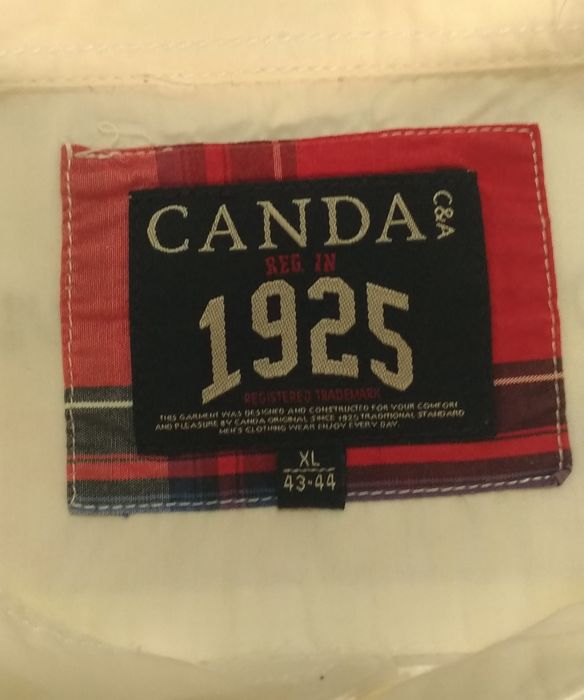 CANDA C&A
REG. IN
1925
REGISTERED TRADEMARK
THIS GARMENT WAS DESIGNED AND CONSTRUCTED FOR YOUR COMFORT
AND PLEASURE BY CANDA ORIGINAL SINCE 1925 TRADITIONAL STANDARD
MEN'S CLOTHING WEAR ENJOY EVERY DAY.
XL
43-44